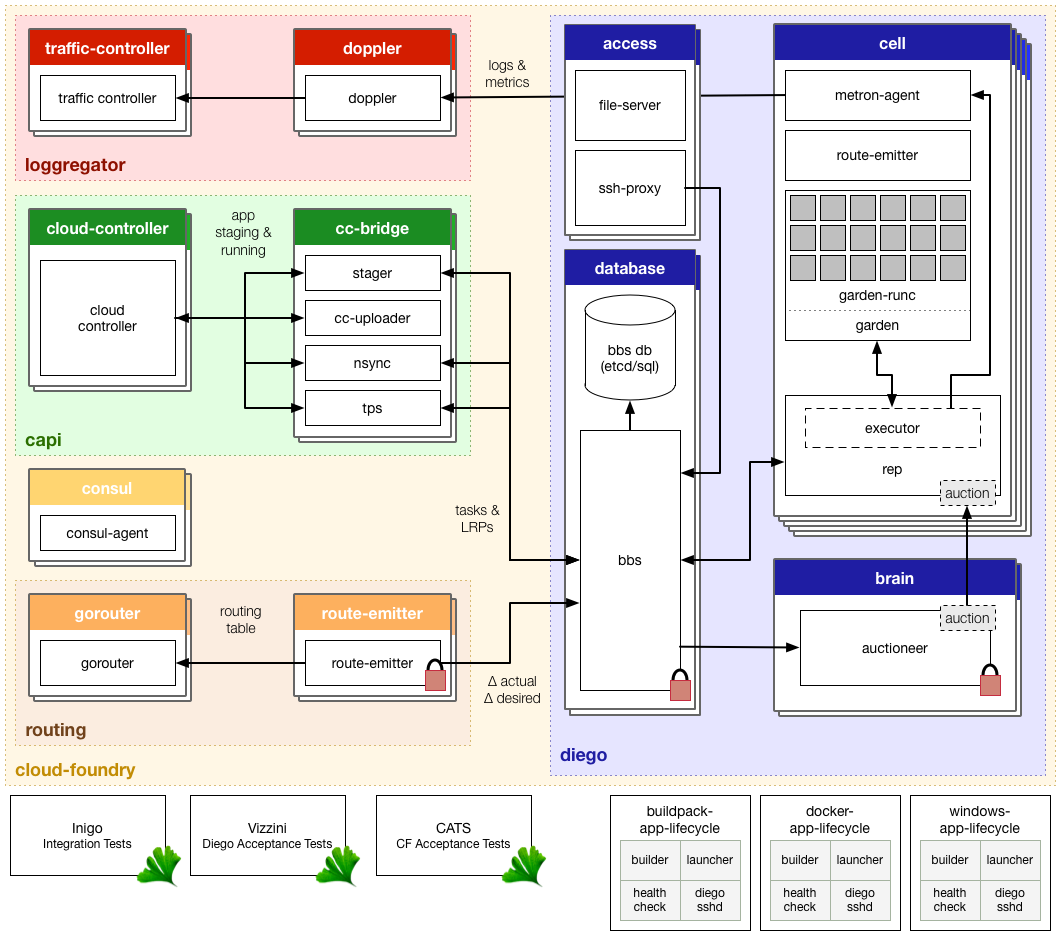 traffic-controller
traffic controller
doppler
doppler
logs &
metrics
loggregator
access
file-server
ssh-proxy
cell
metron-agent
route-emitter
garden-runc
garden
executor
rep
auction
cloud-controller
cloud
controller
app
staging &
running
cc-bridge
stager
cc-uploader
nsync
tps
capi
database
bbs db
(etcd/sql)
bbs
consul
consul-agent
tasks &
LRPs
brain
auction
auctioneer
gorouter
gorouter
routing
table
route-emitter
route-emitter
Δ actual
Δ desired
routing
diego
cloud-foundry
Inigo
Integration Tests
Vizzini
Diego Acceptance Tests
CATS
CF Acceptance Tests
buildpack-
app-lifecycle
builder
launcher
health
check
diego
sshd
docker-
app-lifecycle
builder
launcher
health
check
diego
sshd
windows-
app-lifecycle
builder
launcher
health
check
diego
sshd